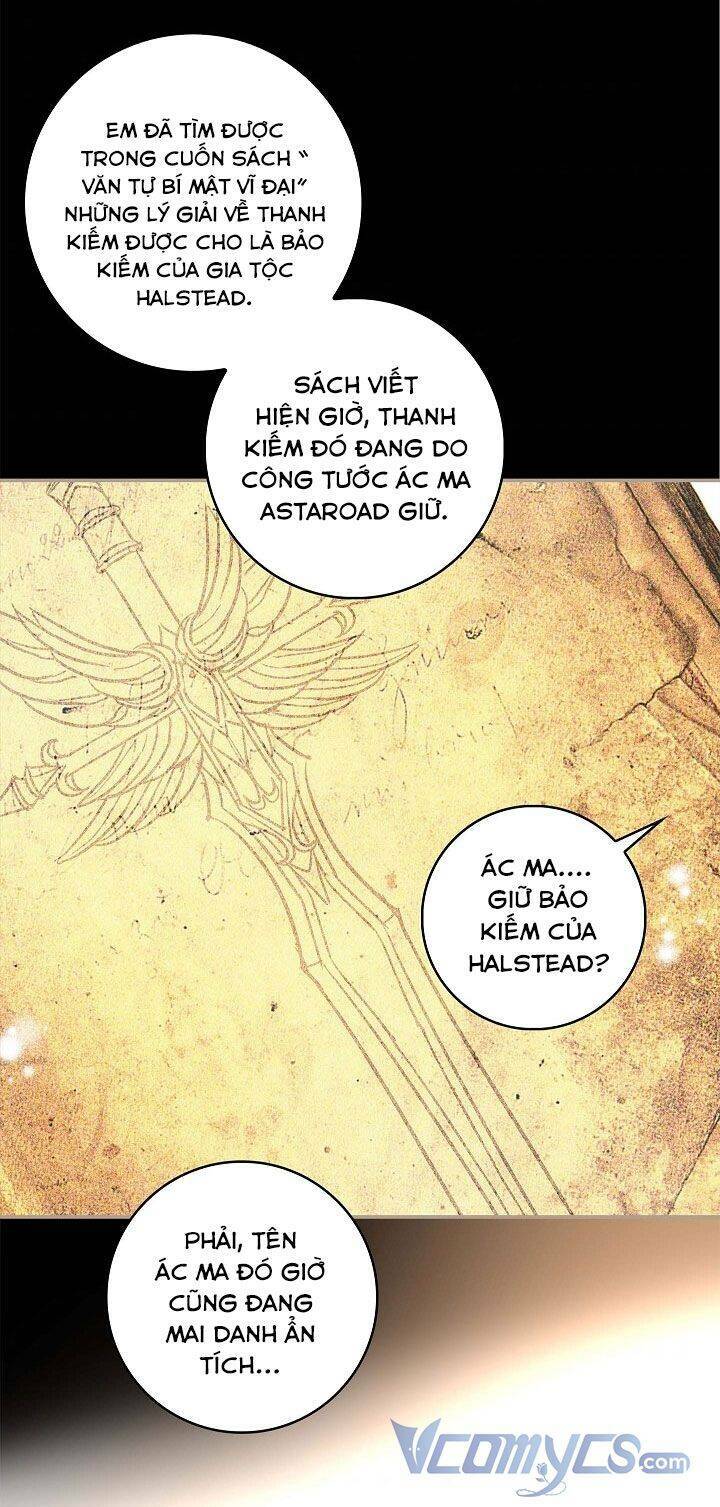 EM ĐÃ TÌM ĐƯỢC
TRONG CUỐN SÁCH "
VĂN TỰ BÍ MẬT VĨ ĐẠI"
NHỮNG LÝ GIẢI VỀ THANH
KIẾM ĐƯỢC CHO LÀ BẢO
KIẾM CỦA GIA TỘC
HALSTEAD.
SÁCH VIẾT
HIỆN GIỜ, THANH
KIẾM ĐÓ ĐANG DO
CÔNG TƯỚC ÁC MA
ASTAROAD GIỮ.
ÁC MA....
GIỮ BẢO
KIẾM CỦA
HALSTEAD?
PHẢI, TÊN
ÁC MA ĐÓ GIỜ
CŨNG ĐANG
MAI DANH ẨN
TÍCH...
VCOMYCS.com